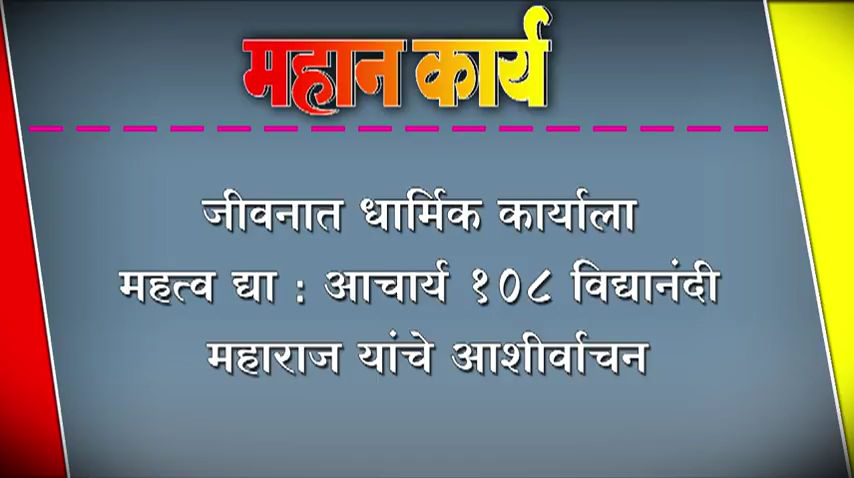 महान कार्य
जीवनात धार्मिक कार्याला
महत्व द्या : आचार्य १०८ विद्यानंदी
महाराज यांचे आशीर्वाचन